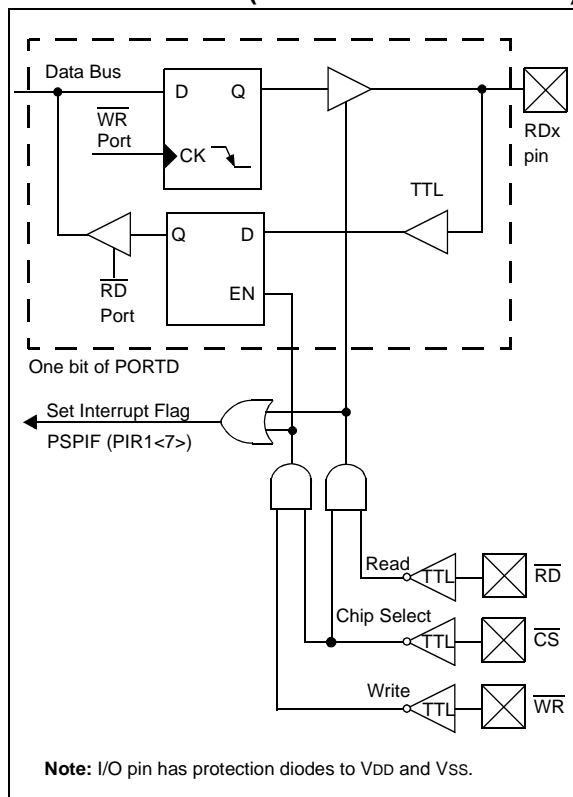 (
Data Bus
D Q
WR
Port
CK
RDx
pin
TTL
Q D
RD
Port
EN
One bit of PORTD
Set Interrupt Flag
PSPIF (PIR1<7>)
Read
TTL
RD
Chip Select
TTL
CS
Write
TTL
WR
Note: I/O pin has protection diodes to VDD and VSS.